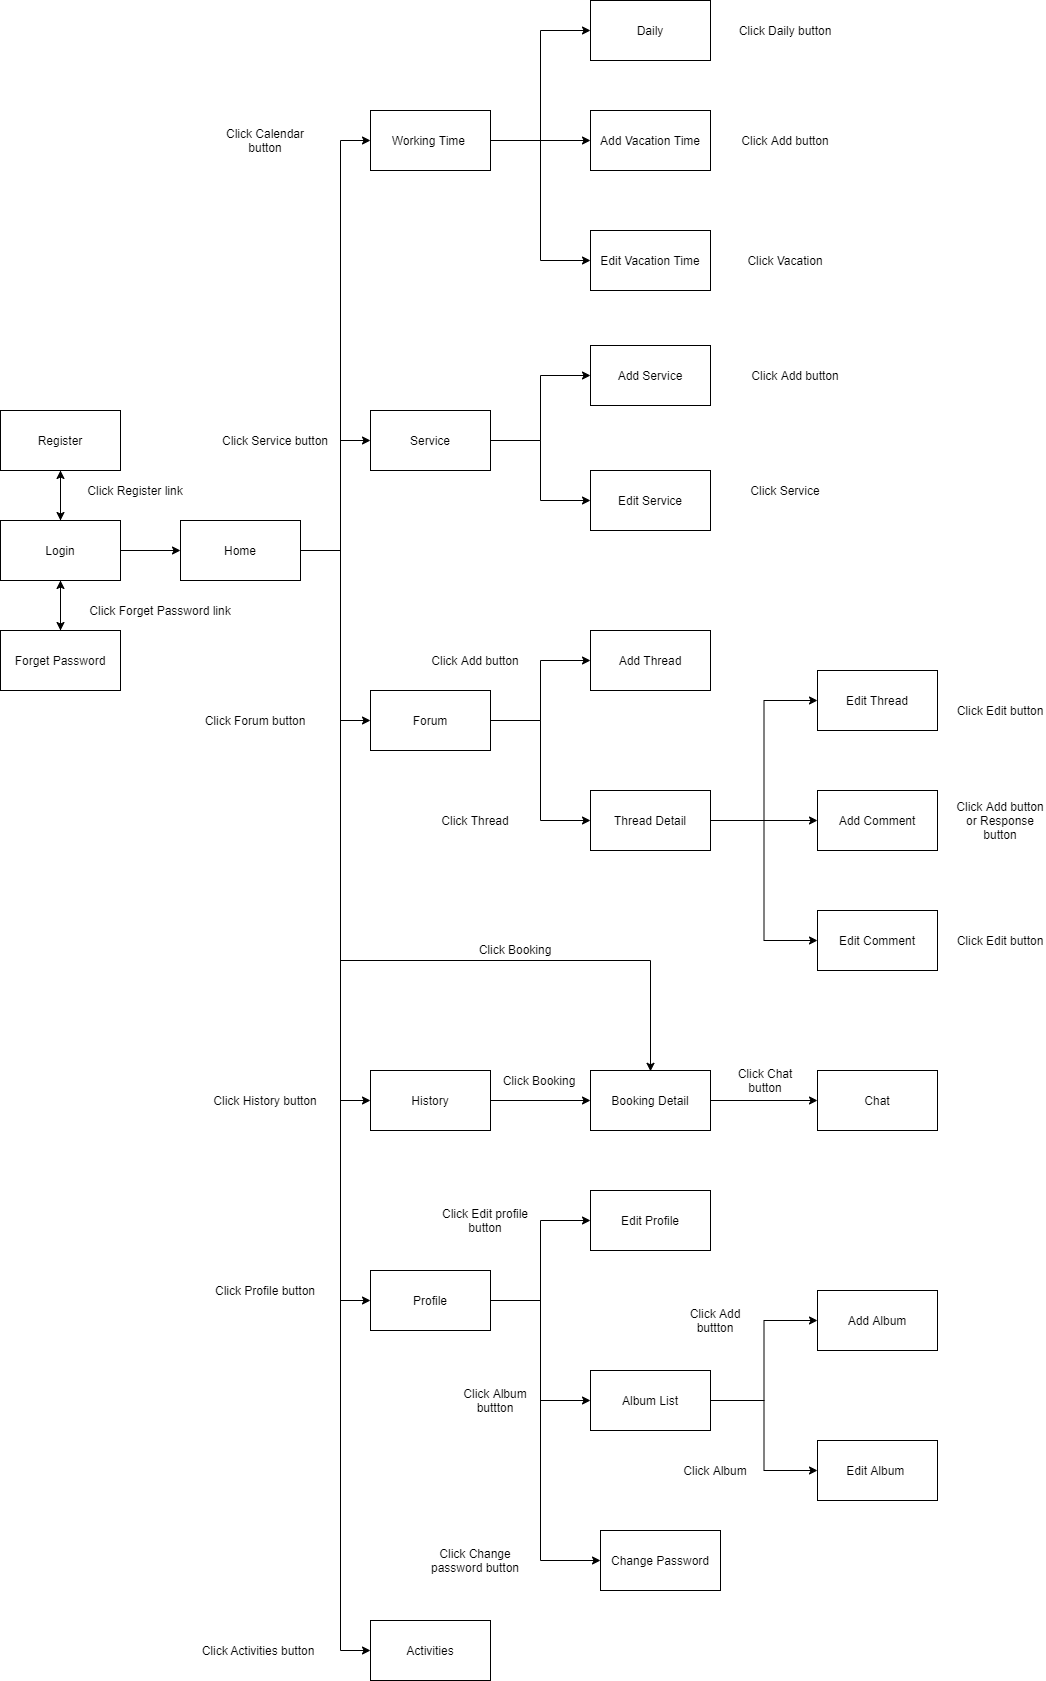 Daily
Click Daily button
Click Calendar
button
Working Time
Add Vacation Time
Click Add button
Edit Vacation Time
Click Vacation
Add Service
Click Add button
Register
Click Service button
Service
Click Register link
Edit Service
Click Service
Login
Home
Click Forget Password link
Forget Password
Click Add button
Add Thread
Click Forum button
Forum
Edit Thread
Click Edit button
Click Thread
Thread Detail
Add Comment
Click Add button
or Response
button
Edit Comment
Click Edit button
Click Booking
Click History button
History
Click Booking
Booking Detail
Click Chat
button
Chat
Click Edit profile
button
Edit Profile
Click Profile button
Profile
Click Add
buttton
Add Album
Click Album
buttton
Album List
Click Album
Edit Album
Click Change
password button
Change Password
Click Activities button
Activities